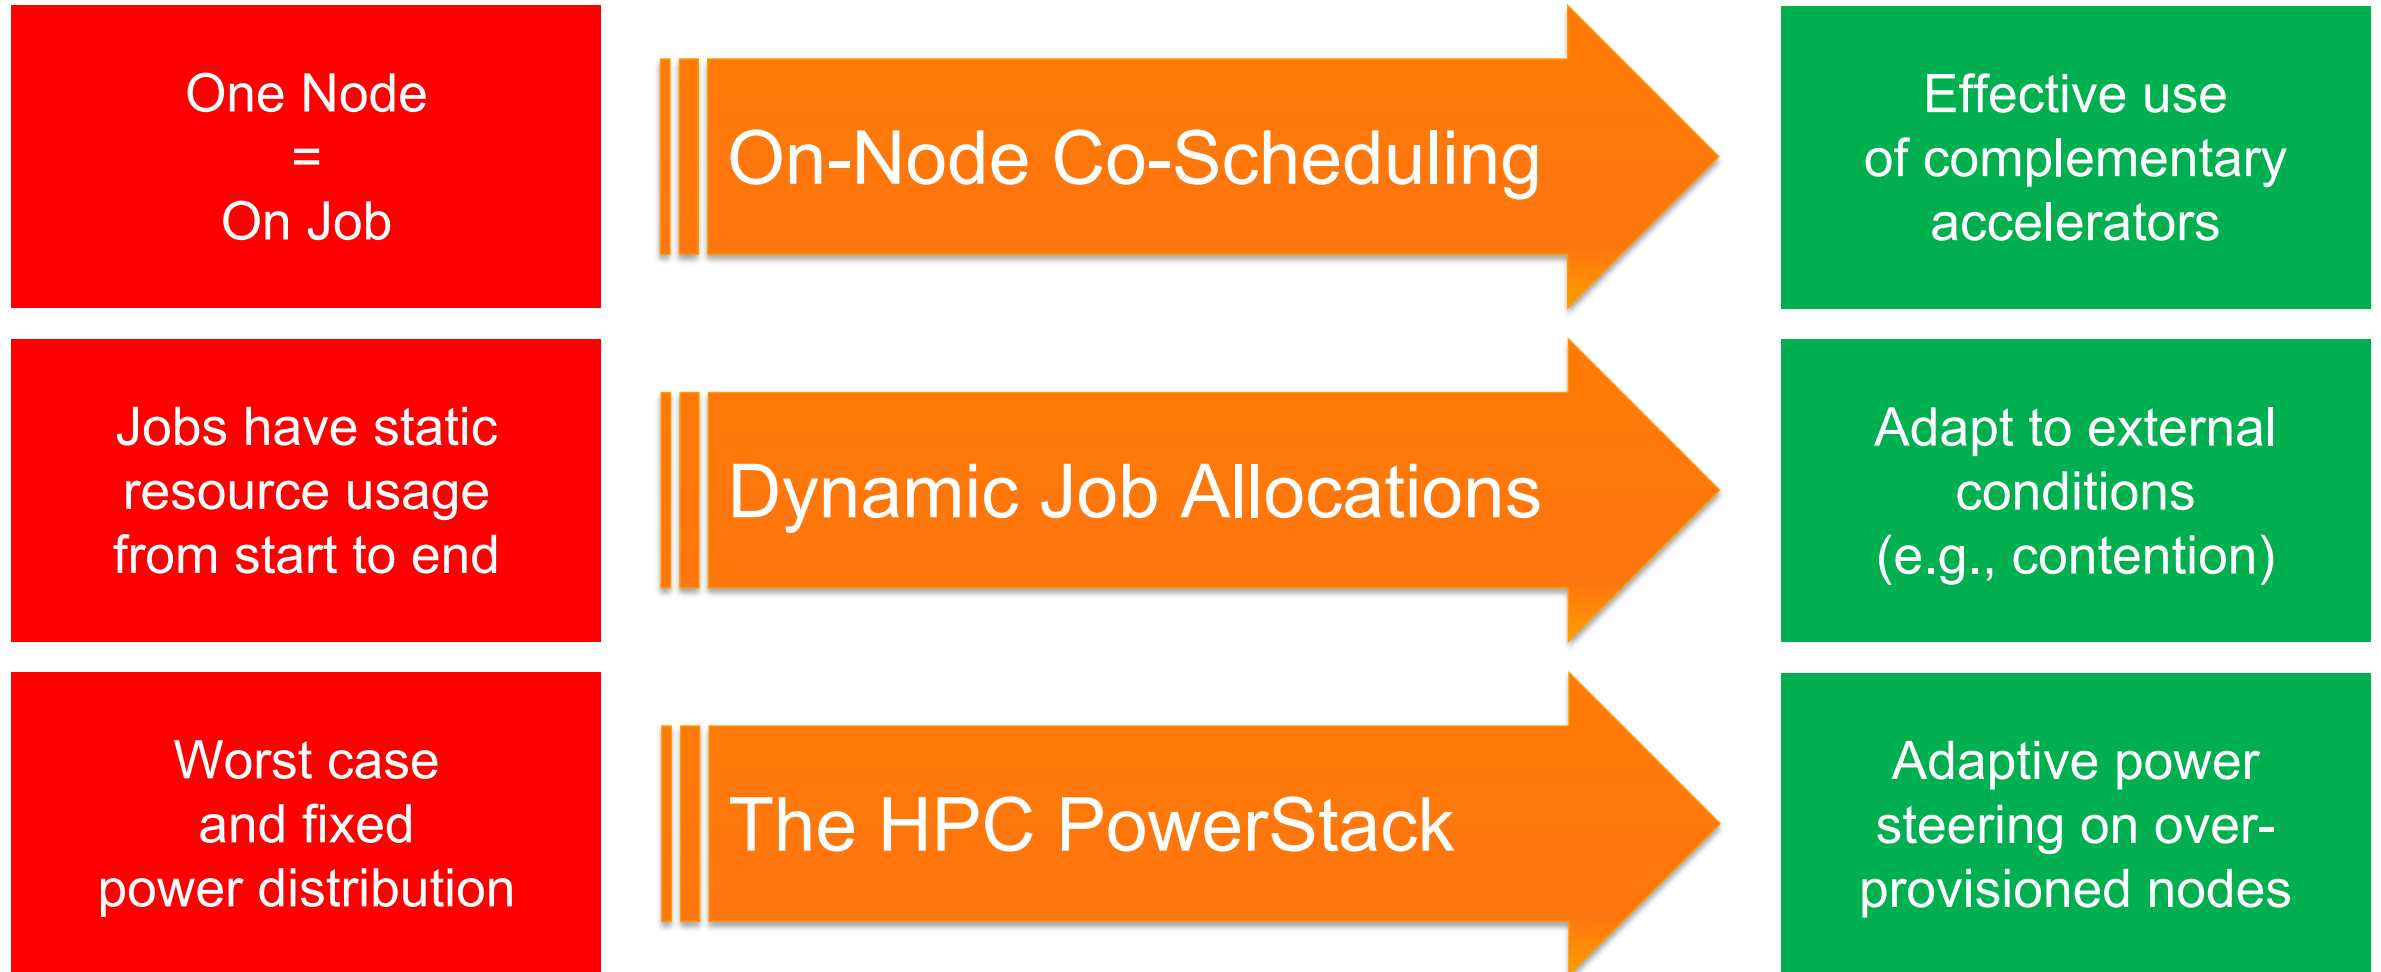 One Node
=
On Job
On-Node Co-Scheduling
Effective use
of complementary
accelerators
Jobs have static
resource usage
from start to end
Dynamic Job Allocations
Adapt to external
conditions
(e.g., contention)
Worst case
and fixed
power distribution
The HPC PowerStack
Adaptive power
steering on over-
provisioned nodes